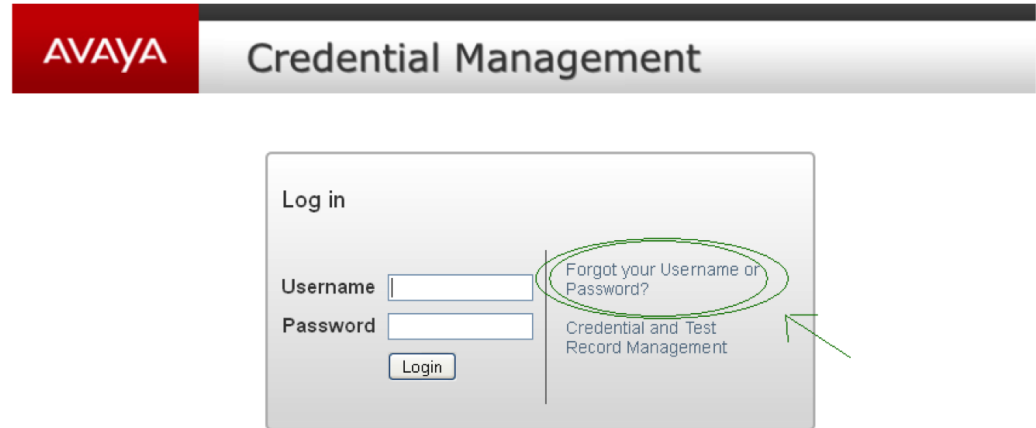 AVAYA
Credential Management
Log in
Username
Password
Login
Forgot your Username or
Password?
Credential and Test
Record Management